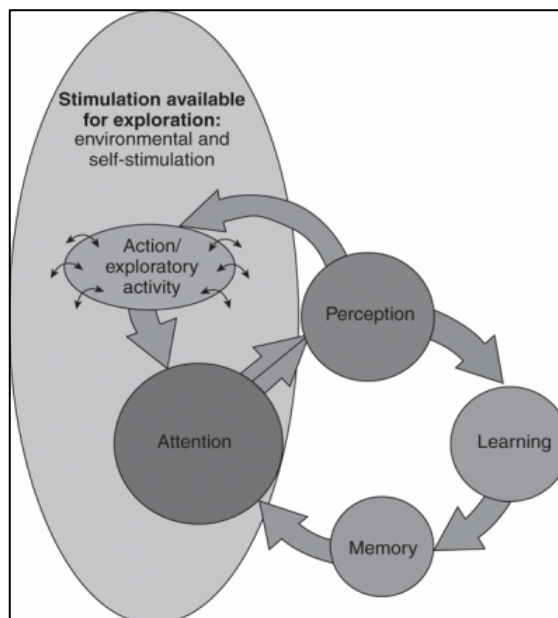 Stimulation available
for exploration:
environmental and
self-stimulation
Action/
exploratory
activity
Perception
Attention
Learning
Memory